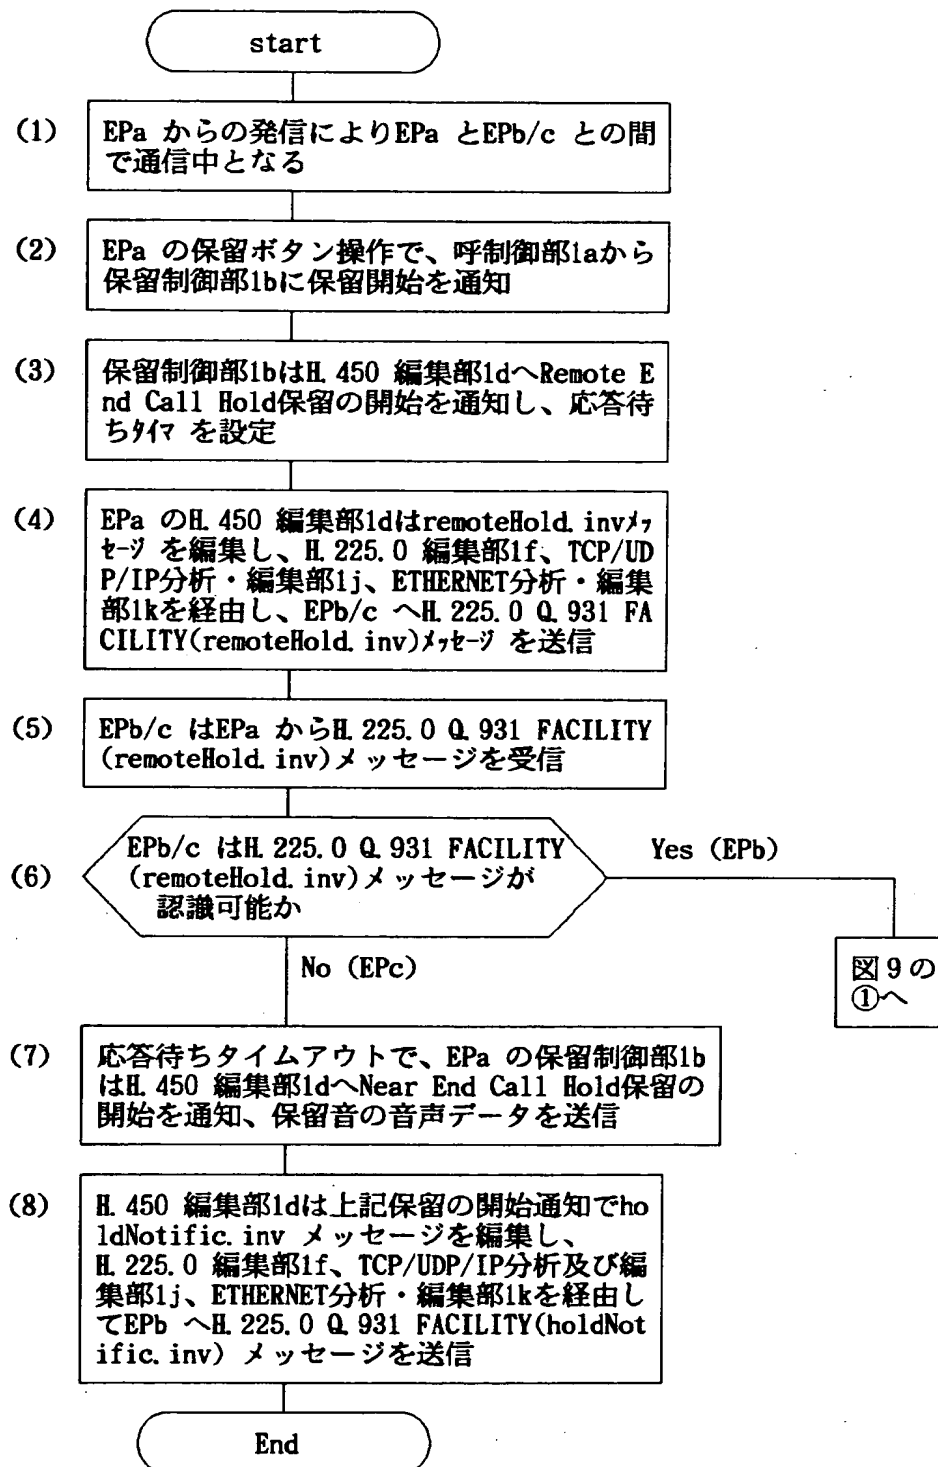 start
(1) EPa からの発信によりEPa とEPb/c との間
で通信中となる
(2) EPa の保留ボタン操作で、呼制御部1aから
保留制御部1bに保留開始を通知
(3) 保留制御部1bはH.450 編集部1dへRemote E
nd Call Hold保留の開始を通知し、応答待
ちﾀｲﾏ を設定
(4) EPa のH.450 編集部1dはremoteHold.invﾒｯ
ｾｰｼﾞ を編集し、H.225.0 編集部1f、TCP/UD
P/IP分析・編集部1j、ETHERNET分析・編集
部1kを経由し、EPb/c へH.225.0 Q.931 FA
CILITY(remoteHold.inv)ﾒｯｾｰｼﾞ を送信
(5) EPb/c はEPa からH.225.0 Q.931 FACILITY
(remoteHold.inv)メッセージを受信
(6) EPb/c はH.225.0 Q.931 FACILITY
(remoteHold.inv)メッセージが
認識可能か
Yes (EPb)
図９の
①へ
No (EPc)
(7) 応答待ちタイムアウトで、EPa の保留制御部1b
はH.450 編集部1dへNear End Call Hold保留の
開始を通知、保留音の音声データを送信
(8) H.450 編集部1dは上記保留の開始通知でho
ldNotific.inv メッセージを編集し、
H.225.0 編集部1f、TCP/UDP/IP分析及び編
集部1j、ETHERNET分析・編集部1kを経由し
てEPb へH.225.0 Q.931 FACILITY(holdNot
ific.inv) メッセージを送信
End